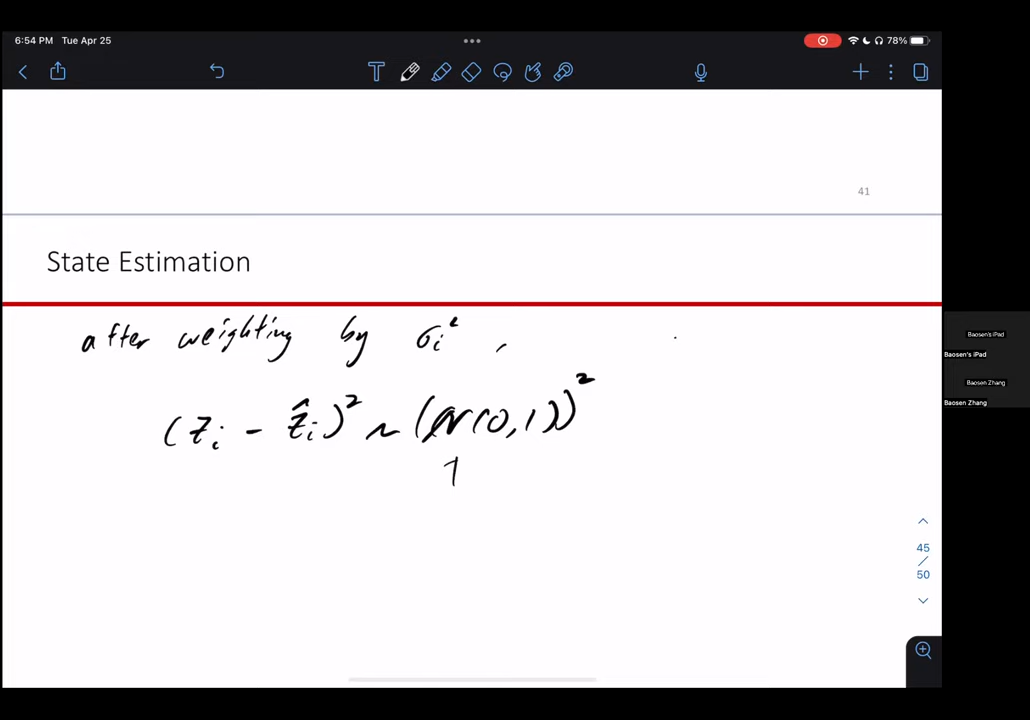 6:54 PM Tue Apr 25
78%
T
41
State Estimation
after weighting by σᵢ² ,
(zᵢ - ẑᵢ)² ~ (N(0,1))²
45
/
50
Baosen's iPad
Baosen's iPad
Baosen Zhang
Baosen Zhang